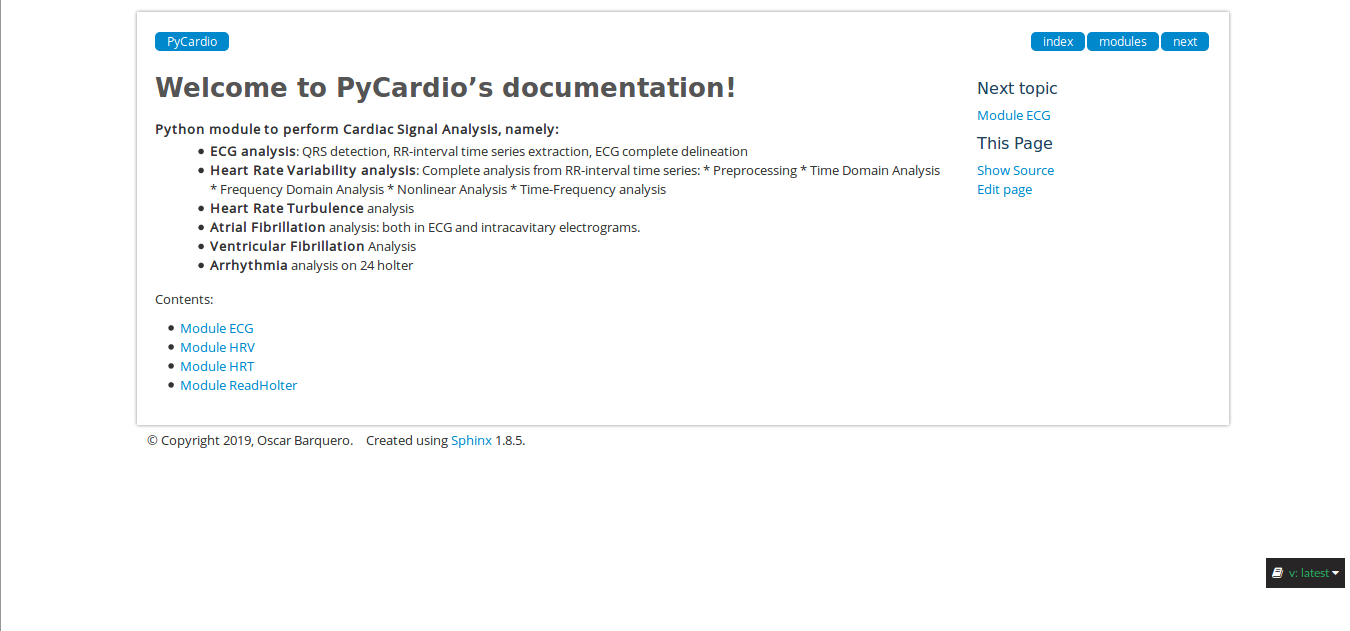 PyCardio
index modules next
Welcome to PyCardio’s documentation!
Python module to perform Cardiac Signal Analysis, namely:
• ECG analysis: QRS detection, RR-interval time series extraction, ECG complete delineation
• Heart Rate Variability analysis: Complete analysis from RR-interval time series: * Preprocessing * Time Domain Analysis
* Frequency Domain Analysis * Nonlinear Analysis * Time-Frequency analysis
• Heart Rate Turbulence analysis
• Atrial Fibrillation analysis: both in ECG and intracavitary electrograms.
• Ventricular Fibrillation Analysis
• Arrhythmia analysis on 24 holter
Contents:
• Module ECG
• Module HRV
• Module HRT
• Module ReadHolter
Next topic
Module ECG
This Page
Show Source
Edit page
© Copyright 2019, Oscar Barquero. Created using Sphinx 1.8.5.
v: latest